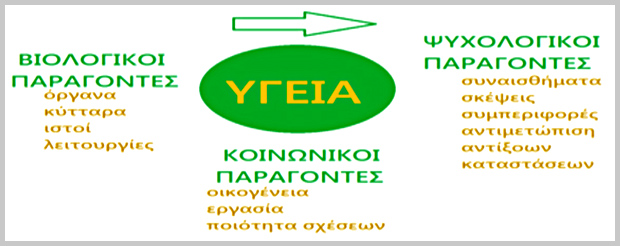 ΒΙΟΛΟΓΙΚΟΙ
ΠΑΡΑΓΟΝΤΕΣ
όργανα
κύτταρα
ιστοί
λειτουργίες
ΥΓΕΙΑ
ΚΟΙΝΩΝΙΚΟΙ
ΠΑΡΑΓΟΝΤΕΣ
οικογένεια
εργασία
ποιότητα σχέσεων
ΨΥΧΟΛΟΓΙΚΟΙ
ΠΑΡΑΓΟΝΤΕΣ
συναισθήματα
σκέψεις
συμπεριφορές
αντιμετώπιση
αντίξοων
καταστάσεων